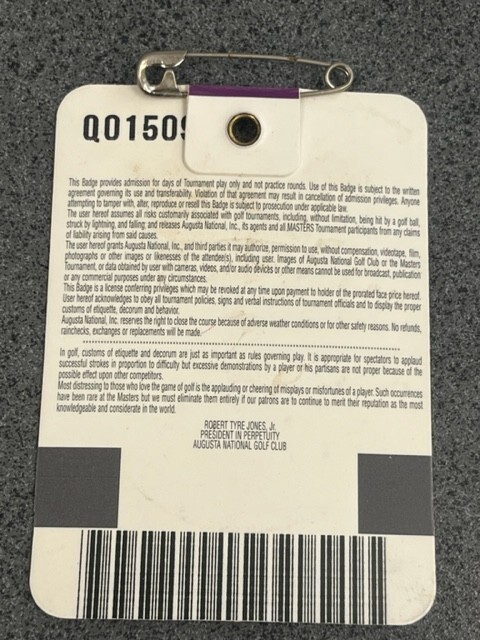 Q01509
This Badge provides admission for days of Tournament play only and not practice rounds. Use of this Badge is subject to the written
agreement governing its use and transferability. Violation of that agreement may result in cancellation of admission privileges. Anyone
attempting to tamper with, alter, reproduce or resell this Badge is subject to prosecution under applicable law.
The user hereof assumes all risks customarily associated with golf tournaments, including, without limitation, being hit by a golf ball,
struck by lightning, and falling; and releases Augusta National, Inc., its agents and all MASTERS Tournament participants from any claims
of liability arising from said causes.
The user hereof grants Augusta National, Inc., and third parties it may authorize, permission to use, without compensation, videotape, film,
photographs or other images or likenesses of the attendee(s), including user. Images of Augusta National Golf Club or the Masters
Tournament, or data obtained by user with cameras, videos, and/or audio devices or other means cannot be used for broadcast, publication
or any commercial purposes under any circumstances.
This Badge is a license conferring privileges which may be revoked at any time upon payment to holder of the prorated face price hereof.
User hereof acknowledges to obey all tournament policies, signs and verbal instructions of tournament officials and to display the proper
customs of etiquette, decorum and behavior.
Augusta National, Inc. reserves the right to close the course because of adverse weather conditions or for other safety reasons. No refunds,
rainchecks, exchanges or replacements will be made.
In golf, customs of etiquette and decorum are just as important as rules governing play. It is appropriate for spectators to applaud
successful strokes in proportion to difficulty but excessive demonstrations by a player or his partisans are not proper because of the
possible effect upon other competitors.
Most distressing to those who love the game of golf is the applauding or cheering of misplays or misfortunes of a player. Such occurrences
have been rare at the Masters but we must eliminate them entirely if our patrons are to continue to merit their reputation as the most
knowledgeable and considerate in the world.
ROBERT TYRE JONES, Jr.
PRESIDENT IN PERPETUITY
AUGUSTA NATIONAL GOLF CLUB